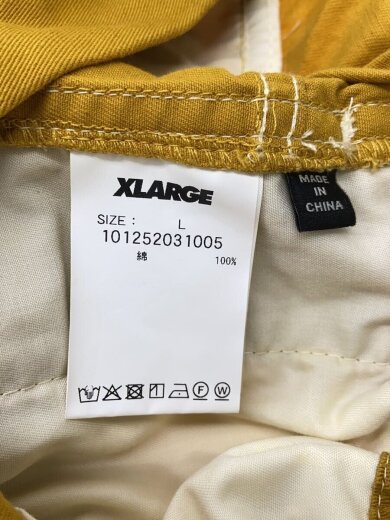 XLARGE
SIZE : L
101252031005
綿 100%
MADE
IN
CHINA
F W